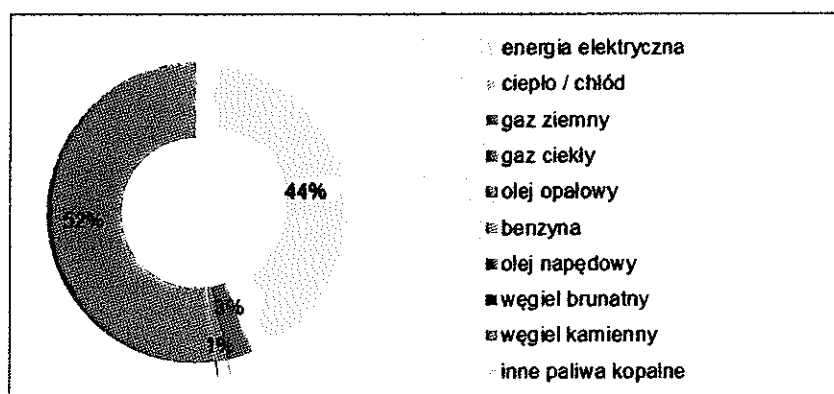 energia elektryczna
ciepło / chłód
gaz ziemny
gaz ciekły
olej opałowy
benzyna
olej napędowy
węgiel brunatny
węgiel kamienny
inne paliwa kopalne
44%
52%
3%
1%